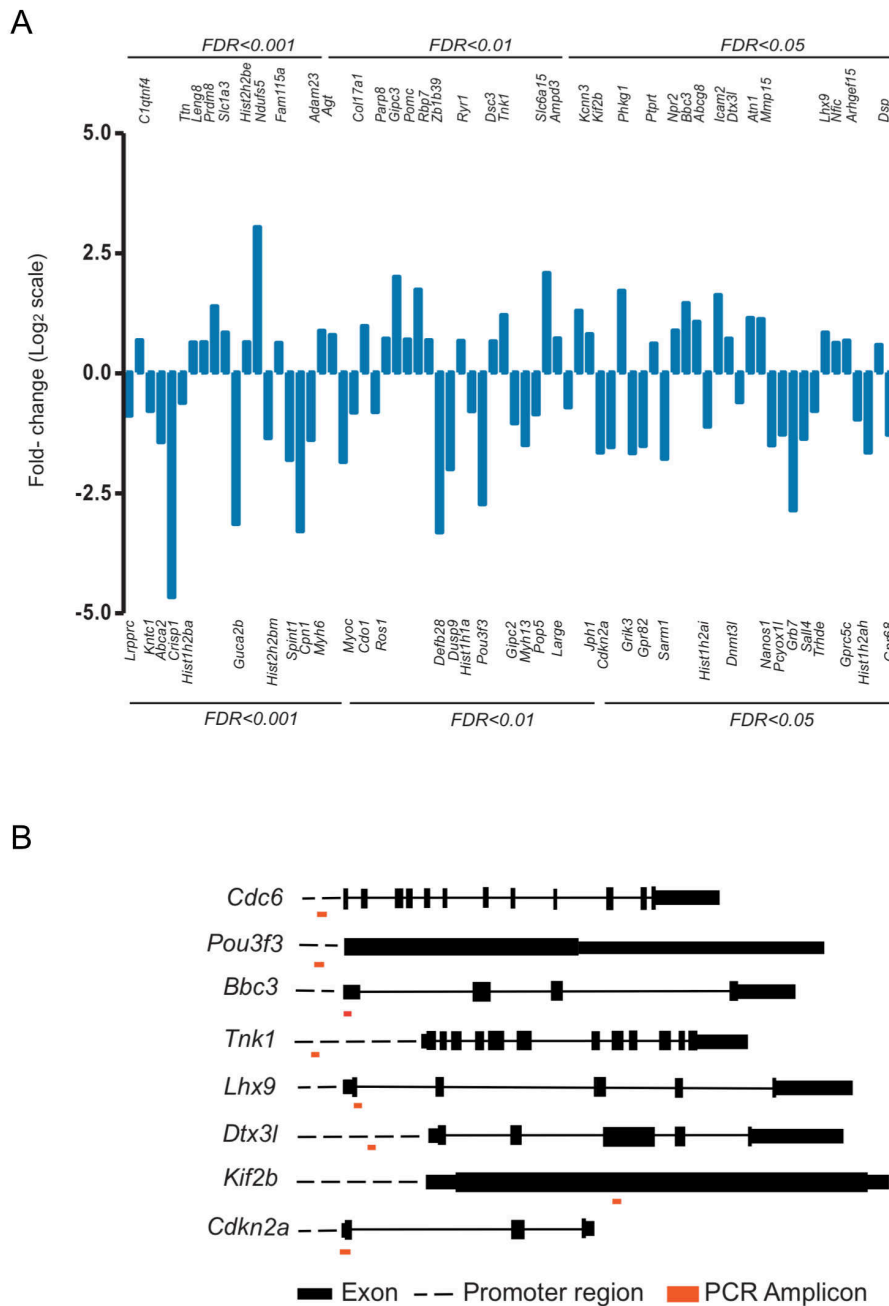 A
FDR<0.001
FDR<0.01
FDR<0.05
C1qtnf4
Ttn
Leng8
Prdm8
Slc1a3
Hist2h2be
Ndufs5
Fam115a
Adam23
Agt
Col17a1
Parp8
Gipc3
Pomc
Rbp7
Zb1b39
Ryr1
Dsc3
Tnk1
Slc6a15
Ampd3
Kcnn3
Kif2b
Phkg1
Ptprt
Npr2
Bbc3
Abcg8
Icam2
Dtx3l
Atn1
Mmp15
Lhx9
Nfic
Arhgef15
Dsp
Fold- change (Log2 scale)
5.0
2.5
0.0
-2.5
-5.0
Lrpprc
Kntc1
Abca2
Crisp1
Hist1h2ba
Guca2b
Hist2h2bm
Spint1
Cpn1
Myh6
Myoc
Cdo1
Ros1
Defb28
Dusp9
Hist1h1a
Pou3f3
Gipc2
Myh13
Pop5
Large
Jph1
Cdkn2a
Grik3
Gpr82
Sarm1
Hist1h2ai
Dnmt3l
Nanos1
Pcyox1l
Grb7
Sall4
Trhde
Gprc5c
Hist1h2ah
Gpr68
FDR<0.001
FDR<0.01
FDR<0.05
B
Cdc6
Pou3f3
Bbc3
Tnk1
Lhx9
Dtx3l
Kif2b
Cdkn2a
Exon
Promoter region
PCR Amplicon